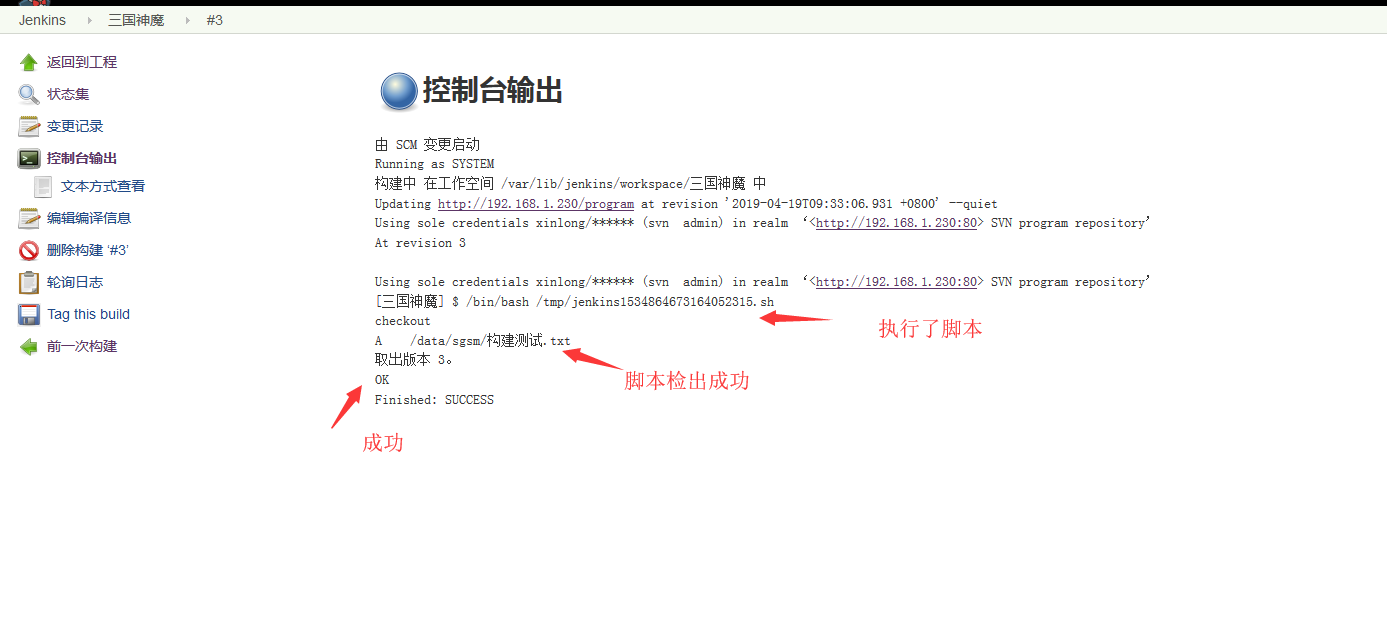 Jenkins 三国神魔 #3
返回到工程
状态集
变更记录
控制台输出
文本方式查看
编辑编译信息
删除构建 ‘#3’
轮询日志
Tag this build
前一次构建
控制台输出
由 SCM 变更启动
Running as SYSTEM
构建中 在工作空间 /var/lib/jenkins/workspace/三国神魔 中
Updating http://192.168.1.230/program at revision '2019-04-19T09:33:06.931 +0800' --quiet
Using sole credentials xinlong/****** (svn admin) in realm ‘<http://192.168.1.230:80> SVN program repository’
At revision 3
Using sole credentials xinlong/****** (svn admin) in realm ‘<http://192.168.1.230:80> SVN program repository’
[三国神魔] $ /bin/bash /tmp/jenkins1534864673164052315.sh
执行了脚本
checkout
A /data/sgsm/构建测试.txt
取出版本 3。
脚本检出成功
OK
Finished: SUCCESS
成功